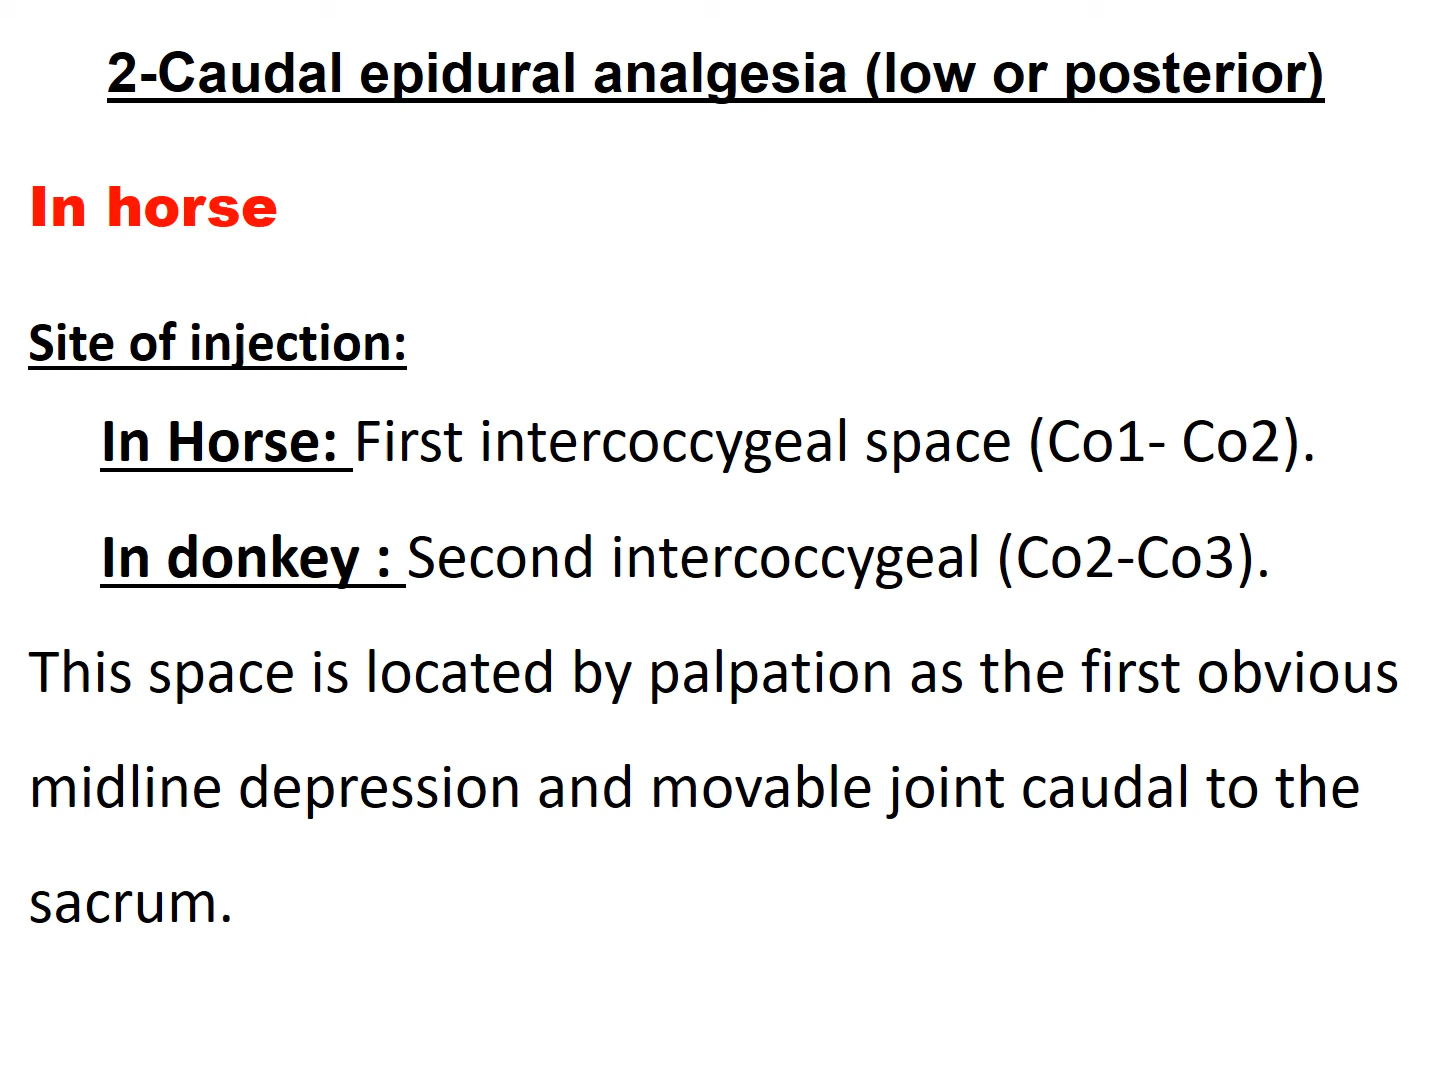 2-Caudal epidural analgesia (low or posterior)
In horse
Site of injection:
In Horse: First intercoccygeal space (Co1- Co2).
In donkey : Second intercoccygeal (Co2-Co3).
This space is located by palpation as the first obvious
midline depression and movable joint caudal to the
sacrum.